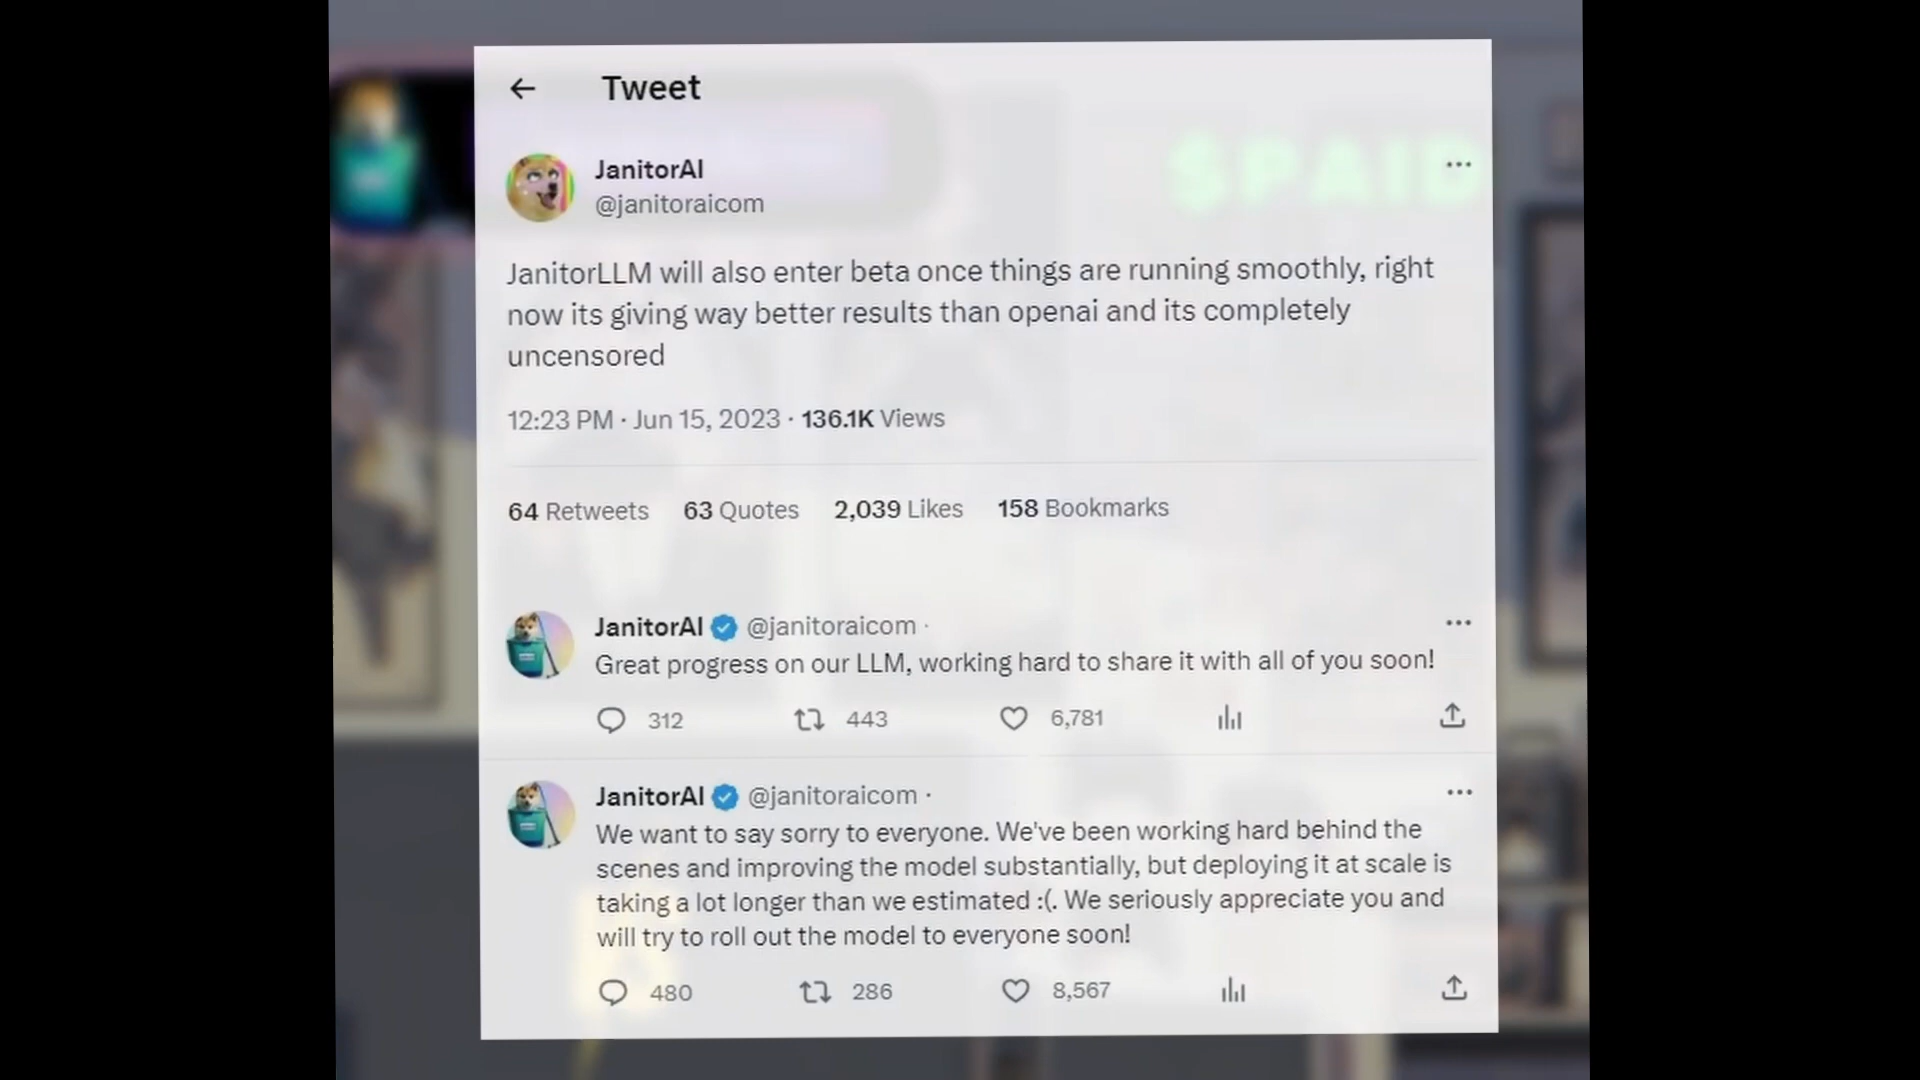 Tweet
JanitorAI
@janitoraicom
$PAID
JanitorLLM will also enter beta once things are running smoothly, right
now its giving way better results than openai and its completely
uncensored
12:23 PM · Jun 15, 2023 · 136.1K Views
64 Retweets 63 Quotes 2,039 Likes 158 Bookmarks
JanitorAI @janitoraicom ·
Great progress on our LLM, working hard to share it with all of you soon!
312 443 6,781
JanitorAI @janitoraicom ·
We want to say sorry to everyone. We've been working hard behind the
scenes and improving the model substantially, but deploying it at scale is
taking a lot longer than we estimated :(. We seriously appreciate you and
will try to roll out the model to everyone soon!
480 286 8,567